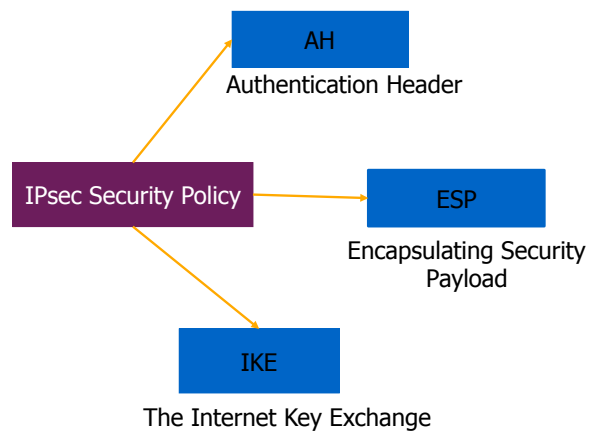 AH
Authentication Header
IPsec Security Policy
ESP
Encapsulating Security
Payload
IKE
The Internet Key Exchange